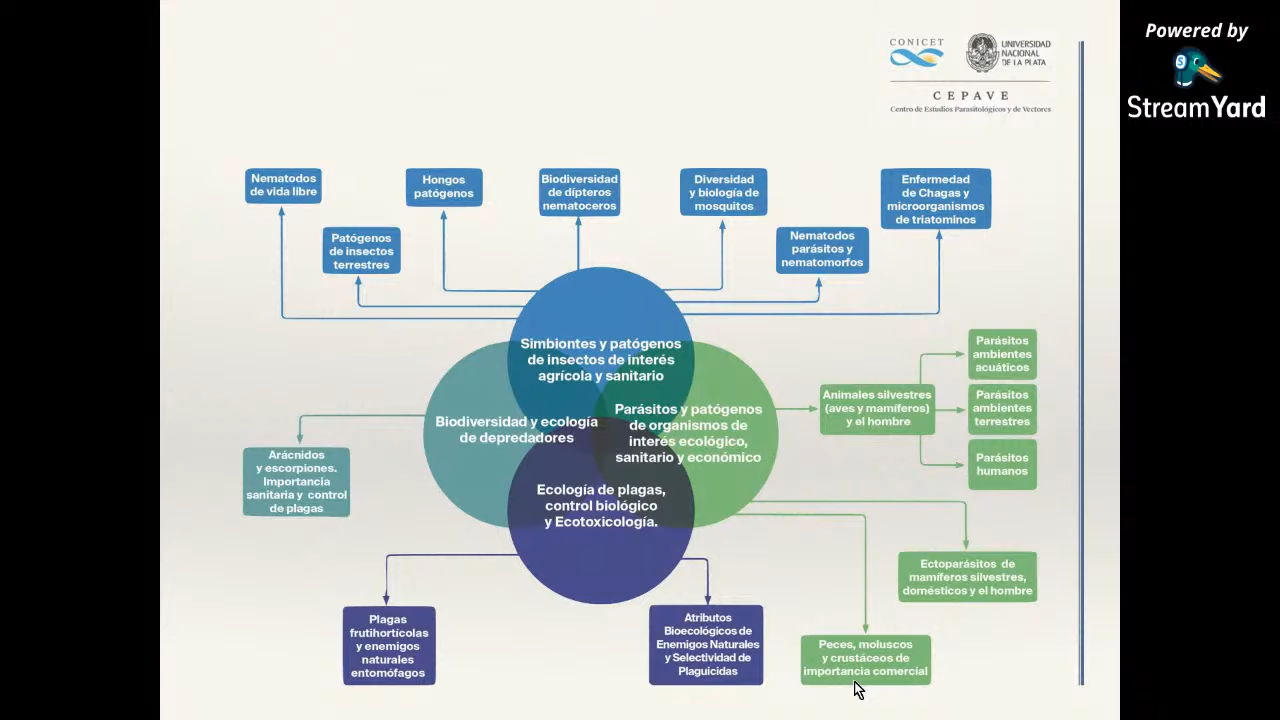 Powered by
StreamYard
CONICET
UNIVERSIDAD
NACIONAL
DE LA PLATA
CEPAVE
Centro de Estudios Parasitológicos y de Vectores
Nematodos
de vida libre
Hongos
patógenos
Biodiversidad
de dípteros
nematoceros
Diversidad
y biología de
mosquitos
Enfermedad
de Chagas y
microorganismos
de triatominos
Patógenos
de insectos
terrestres
Nematodos
parásitos y
nematomorfos
Simbiontes y patógenos
de insectos de interés
agrícola y sanitario
Biodiversidad y ecología
de depredadores
Parásitos y patógenos
de organismos de
interés ecológico,
sanitario y económico
Ecología de plagas,
control biológico
y Ecotoxicología.
Animales silvestres
(aves y mamíferos)
y el hombre
Parásitos
ambientes
acuáticos
Parásitos
ambientes
terrestres
Parásitos
humanos
Arácnidos
y escorpiones.
Importancia
sanitaria y control
de plagas
Ectoparásitos de
mamíferos silvestres,
domésticos y el hombre
Plagas
frutihortícolas
y enemigos
naturales
entomófagos
Atributos
Bioecológicos de
Enemigos Naturales
y Selectividad de
Plaguicidas
Peces, moluscos
y crustáceos de
importancia comercial